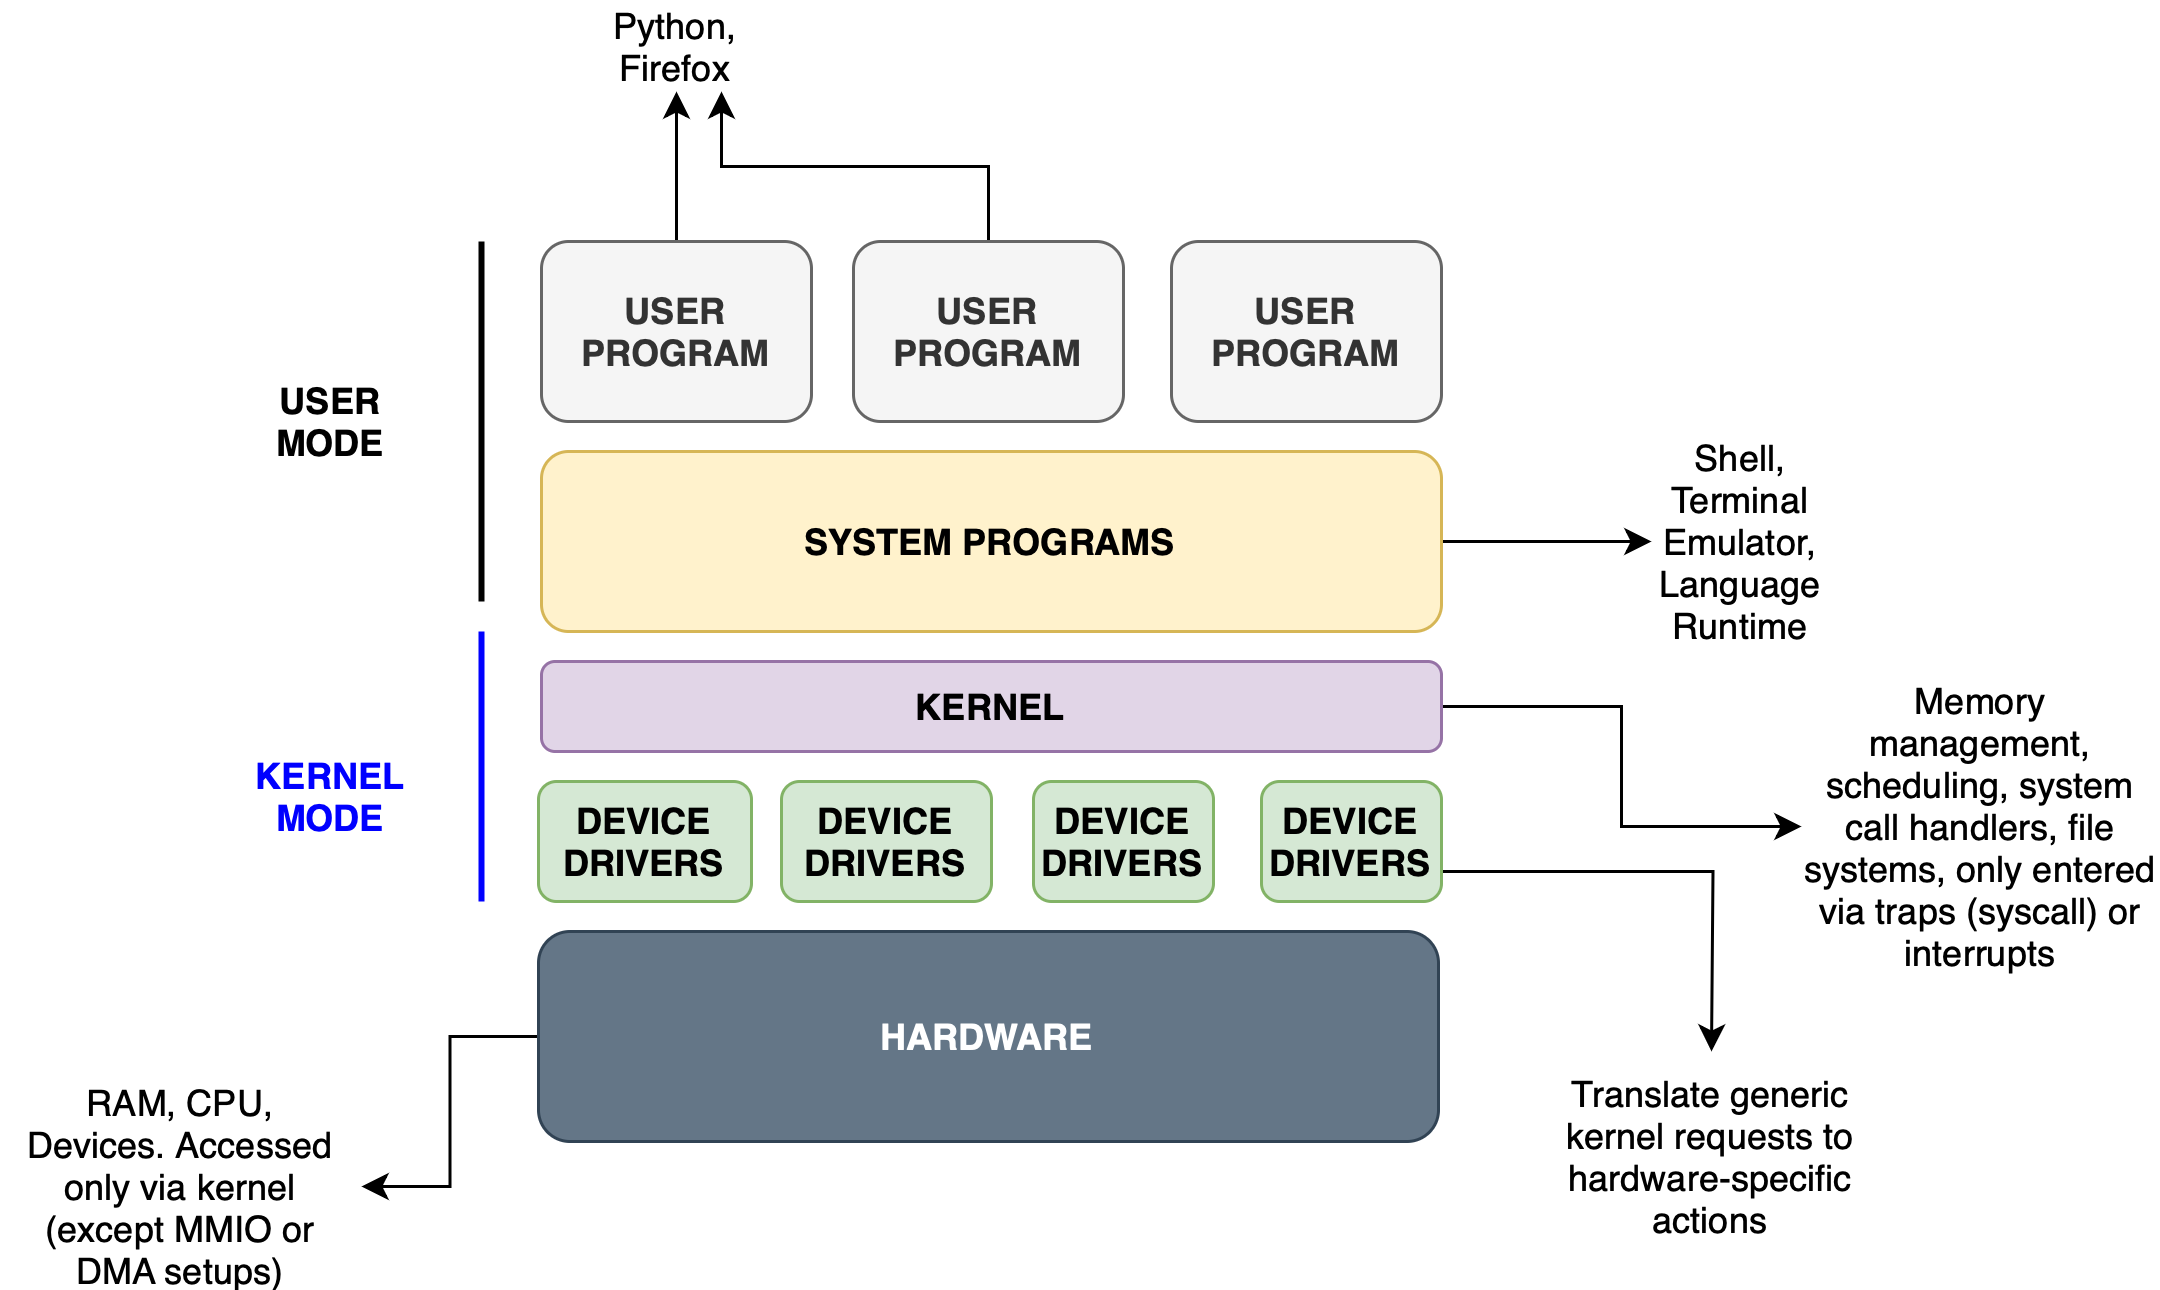 Python,
Firefox
USER
PROGRAM
USER
PROGRAM
USER
PROGRAM
USER
MODE
SYSTEM PROGRAMS
Shell,
Terminal
Emulator,
Language
Runtime
KERNEL
KERNEL
MODE
DEVICE
DRIVERS
DEVICE
DRIVERS
DEVICE
DRIVERS
DEVICE
DRIVERS
Memory
management,
scheduling, system
call handlers, file
systems, only entered
via traps (syscall) or
interrupts
HARDWARE
RAM, CPU,
Devices. Accessed
only via kernel
(except MMIO or
DMA setups)
Translate generic
kernel requests to
hardware-specific
actions